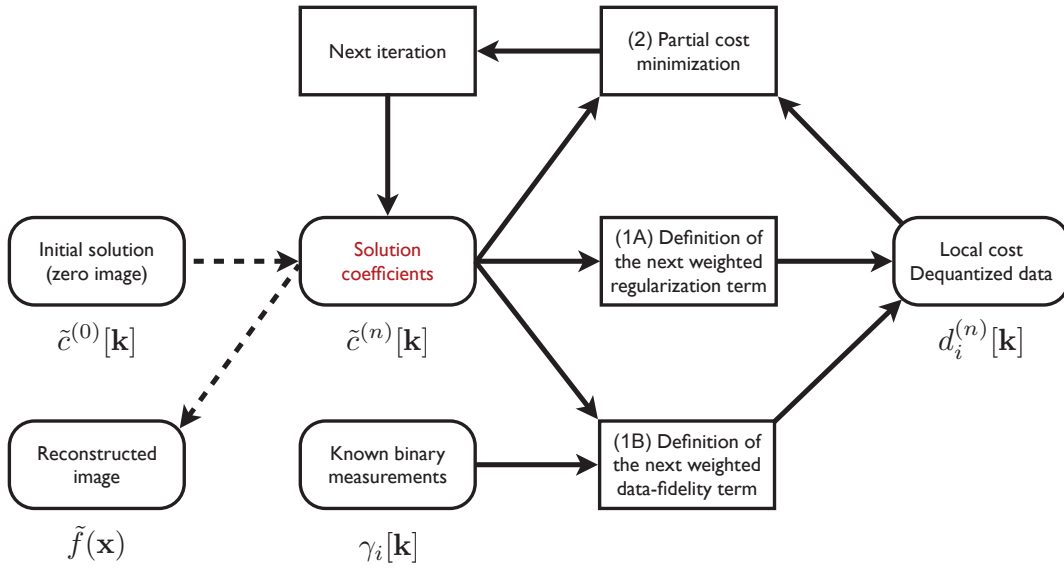 Next iteration
(2) Partial cost
minimization
Initial solution
(zero image)
Solution
coefficients
(1A) Definition of
the next weighted
regularization term
Local cost
Dequantized data
c̃⁽⁰⁾[𝐤]
c̃⁽ⁿ⁾[𝐤]
dᵢ⁽ⁿ⁾[𝐤]
Reconstructed
image
Known binary
measurements
(1B) Definition of
the next weighted
data-fidelity term
f̃(𝐱)
γᵢ[𝐤]